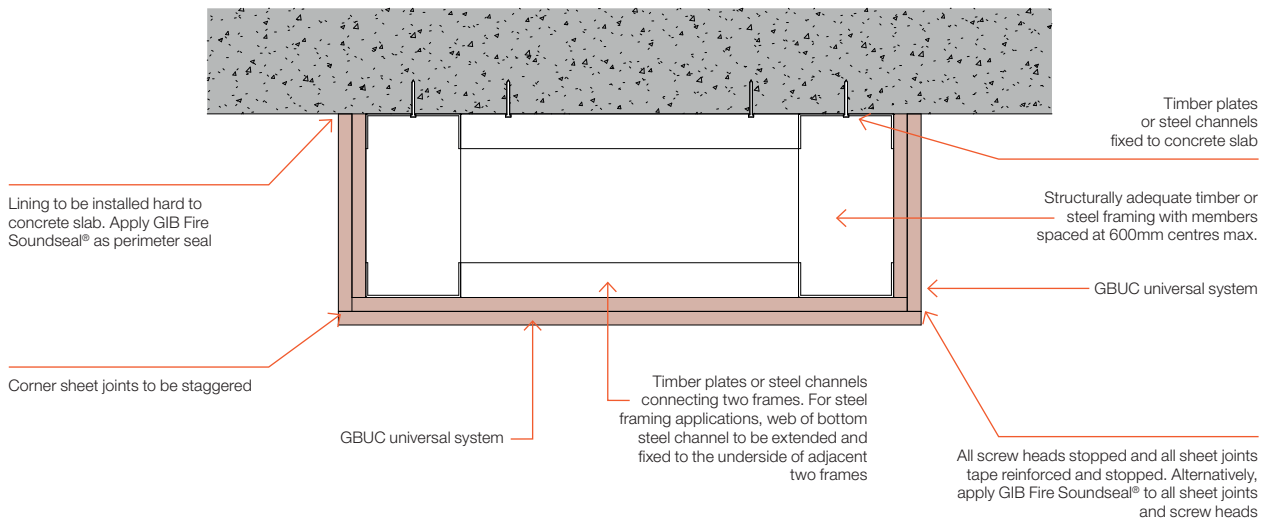 Timber plates
or steel channels
fixed to concrete slab
Lining to be installed hard to
concrete slab. Apply GIB Fire
Soundseal® as perimeter seal
Structurally adequate timber or
steel framing with members
spaced at 600mm centres max.
GBUC universal system
Corner sheet joints to be staggered
GBUC universal system
Timber plates or steel channels
connecting two frames. For steel
framing applications, web of bottom
steel channel to be extended and
fixed to the underside of adjacent
two frames
All screw heads stopped and all sheet joints
tape reinforced and stopped. Alternatively,
apply GIB Fire Soundseal® to all sheet joints
and screw heads